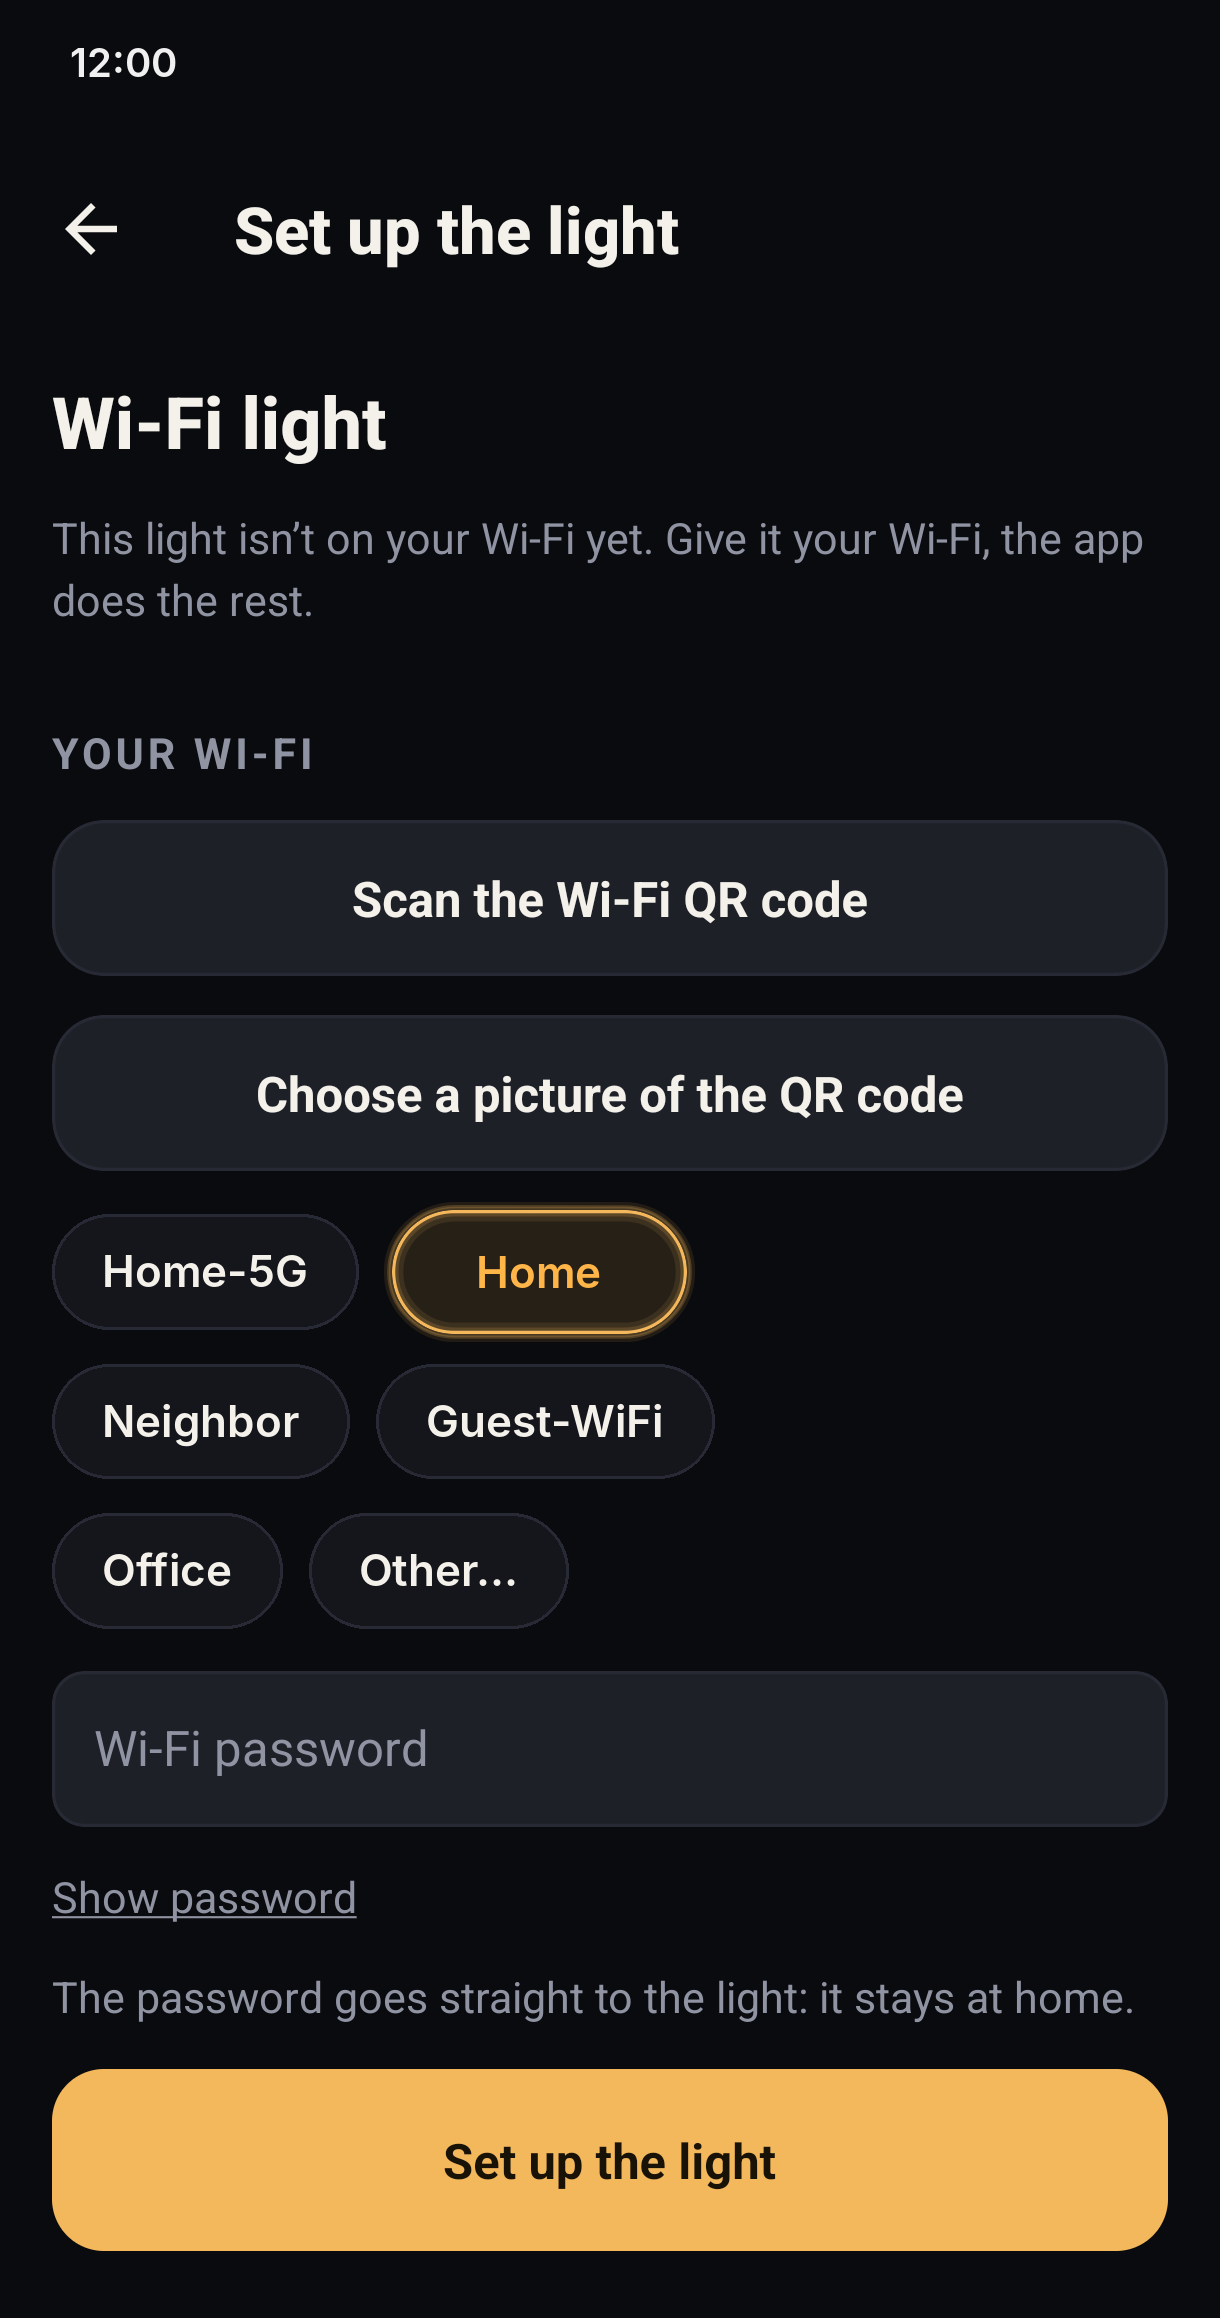 12:00
Set up the light
Wi-Fi light
This light isn’t on your Wi-Fi yet. Give it your Wi-Fi, the app
does the rest.
YOUR WI-FI
Scan the Wi-Fi QR code
Choose a picture of the QR code
Home-5G
Home
Neighbor
Guest-WiFi
Office
Other...
Wi-Fi password
Show password
The password goes straight to the light: it stays at home.
Set up the light